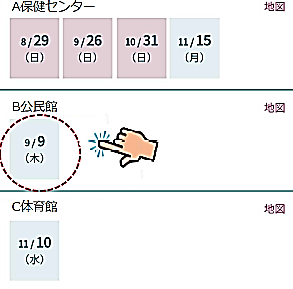 A保健センター 地図
8/29 9/26 10/31 11/15
(日) (日) (日) (月)
B公民館 地図
9/9
(木)
C体育館 地図
11/10
(水)